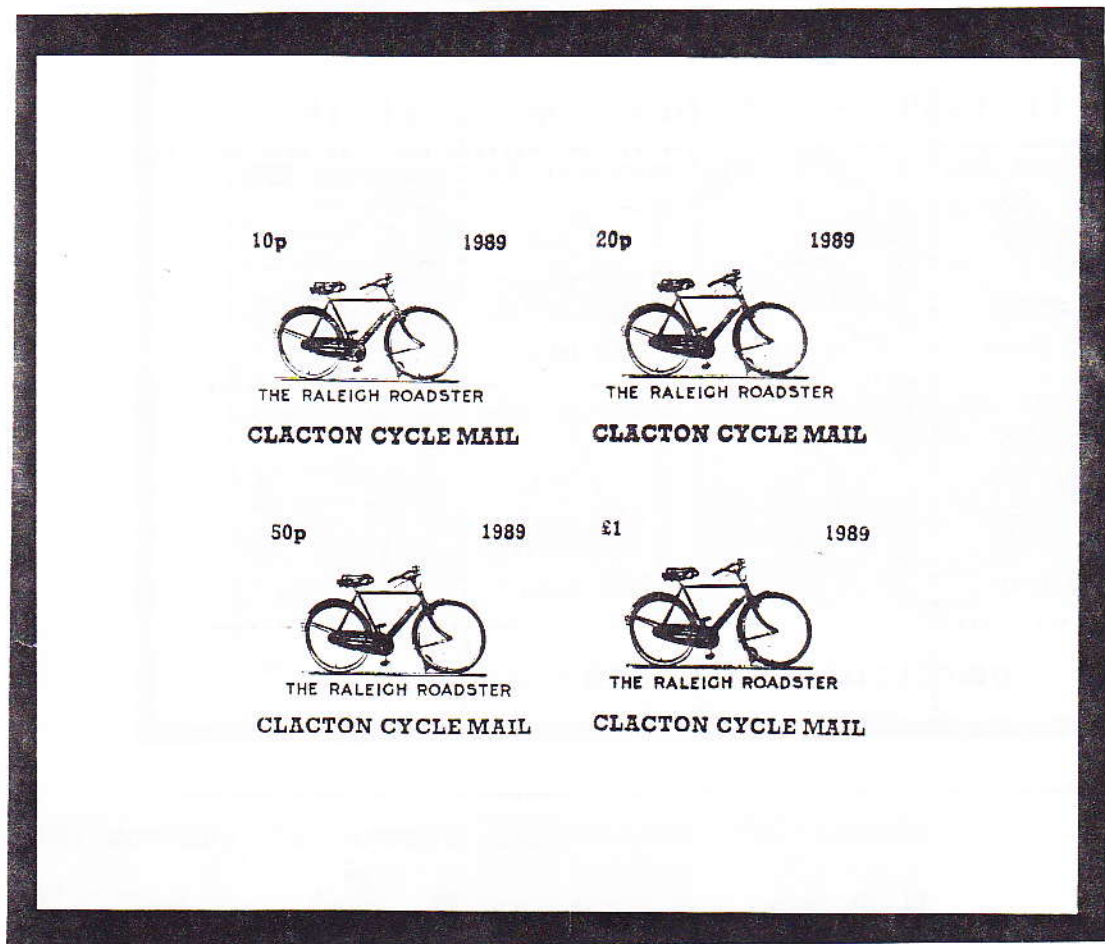 10p 1989
THE RALEIGH ROADSTER
CLACTON CYCLE MAIL
20p 1989
THE RALEIGH ROADSTER
CLACTON CYCLE MAIL
50p 1989
THE RALEIGH ROADSTER
CLACTON CYCLE MAIL
£1 1989
THE RALEIGH ROADSTER
CLACTON CYCLE MAIL